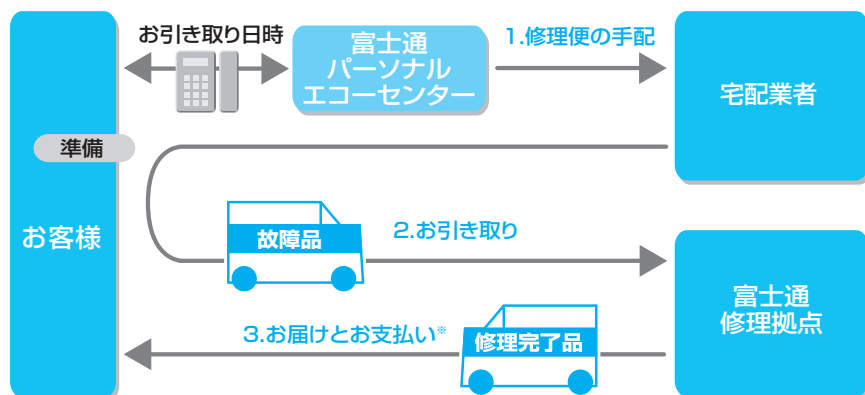 お引き取り日時
富士通
パーソナル
エコーセンター
1.修理便の手配
宅配業者
準備
お客様
故障品
2.お引き取り
富士通
修理拠点
3.お届けとお支払い※
修理完了品